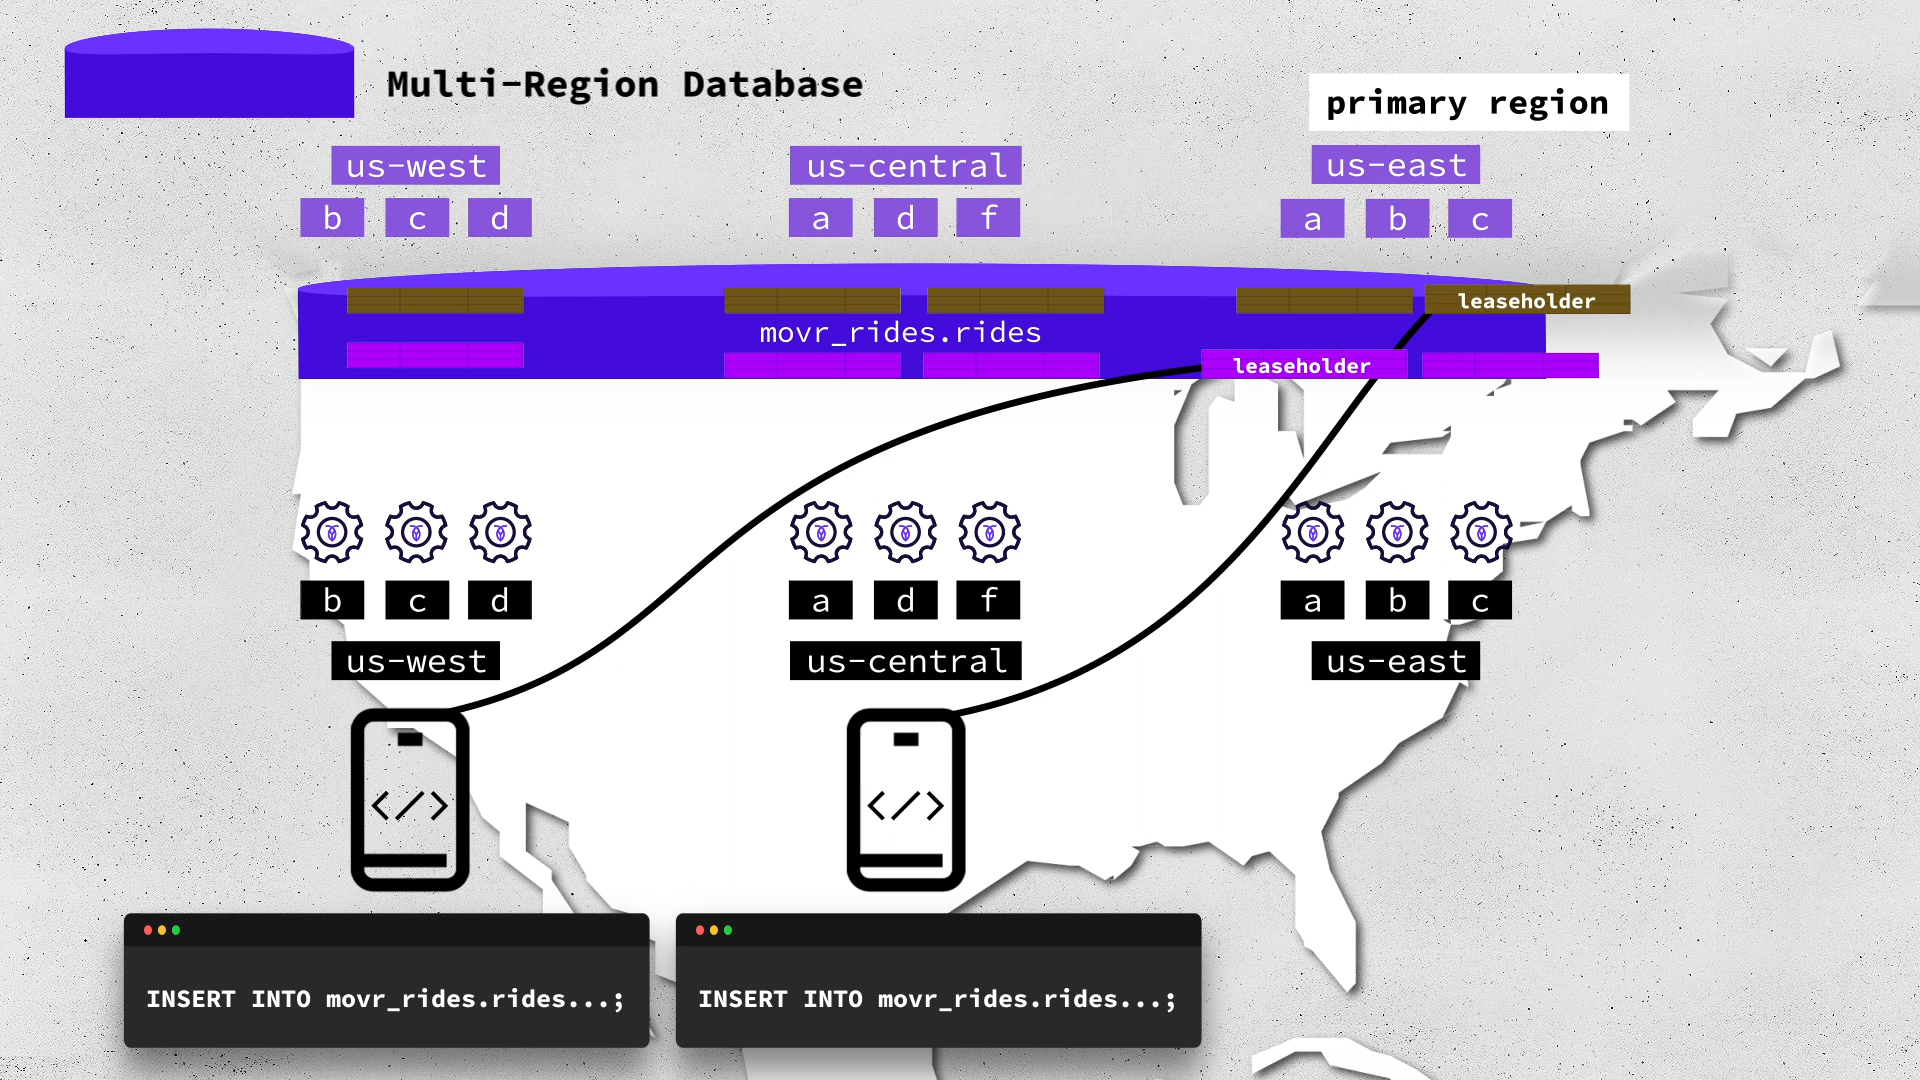 Multi-Region Database
primary region
us-west
us-central
us-east
b c d
a d f
a b c
leaseholder
movr_rides.rides
leaseholder
b c d
a d f
a b c
us-west
us-central
us-east
</>
</>
INSERT INTO movr_rides.rides...;
INSERT INTO movr_rides.rides...;